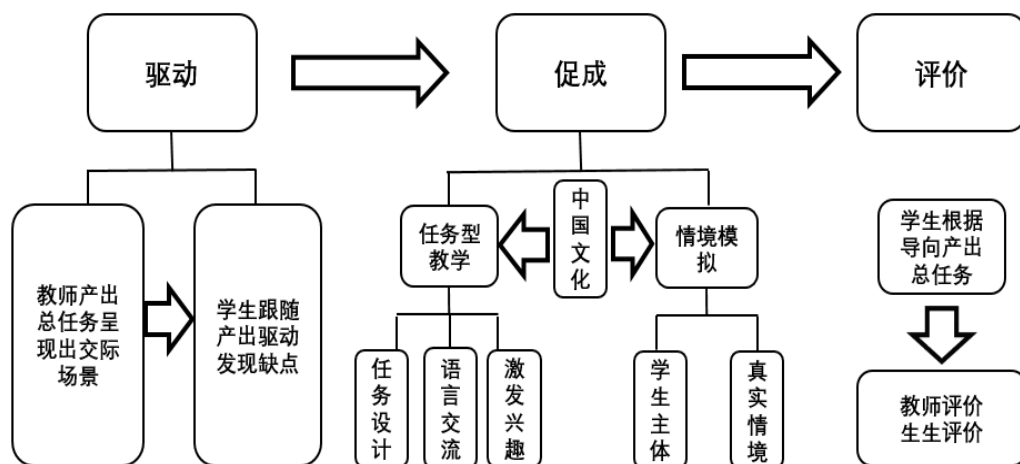 驱动
促成
评价
教师产出
总任务呈
现出交际
场景
学生跟随
产出驱动
发现缺点
任务型
教学
中国文化
情境模
拟
任务设计
语言交流
激发兴趣
学生主体
真实情境
学生根据
导向产出
总任务
教师评价
生生评价